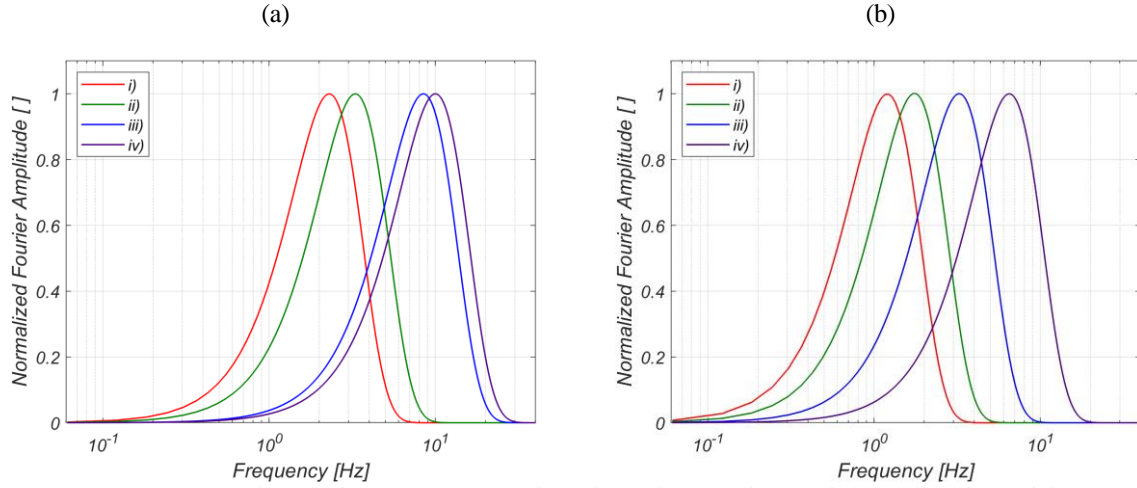 (a)
(b)
i)
ii)
iii)
iv)
1
0.8
0.6
0.4
0.2
0
Normalized Fourier Amplitude [ ]
10^-1
10^0
10^1
Frequency [Hz]
i)
ii)
iii)
iv)
1
0.8
0.6
0.4
0.2
0
Normalized Fourier Amplitude [ ]
10^-1
10^0
10^1
Frequency [Hz]